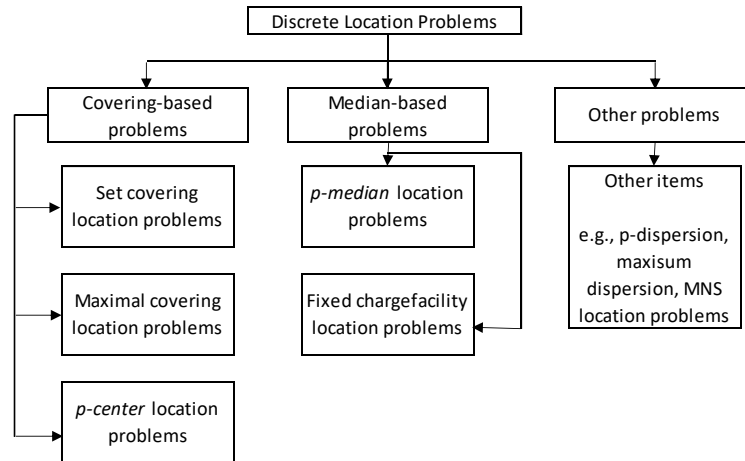 Discrete Location Problems
Covering-based
problems
Median-based
problems
Other problems
Set covering
location problems
p-median location
problems
Other items
e.g., p-dispersion,
maxisum
dispersion, MNS
location problems
Maximal covering
location problems
Fixed chargefacility
location problems
p-center location
problems